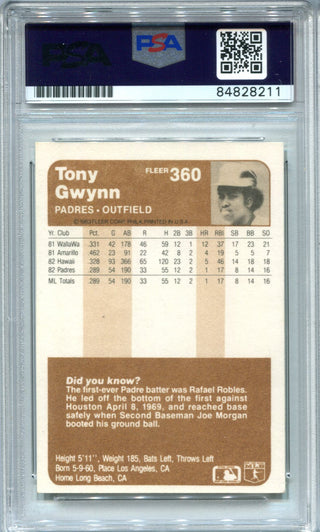 PSA
PSA
84828211
Tony Gwynn
FLEER 360
PADRES • OUTFIELD
© 1983 FLEER CORP. PHILA. PRINTED IN U.S.A.
Yr. Club Pct. G AB R H 2B 3B HR RBI SB BB SO
81 WallaWa .331 42 178 46 59 12 1 12 37 17 23 21
81 Amarillo .462 23 91 22 42 8 2 4 19 5 5 7
82 Hawaii .328 93 366 65 120 23 2 5 46 14 18 18
82 Padres .289 54 190 33 55 12 2 1 17 8 14 16
ML Totals .289 54 190 33 55 12 2 1 17 8 14 16
Did you know?
The first-ever Padre batter was Rafael Robles.
He led off the bottom of the first against
Houston April 8, 1969, and reached base
safely when Second Baseman Joe Morgan
booted his ground ball.
Height 5'11", Weight 185, Bats Left, Throws Left
Born 5-9-60, Place Los Angeles, CA
Home Long Beach, CA